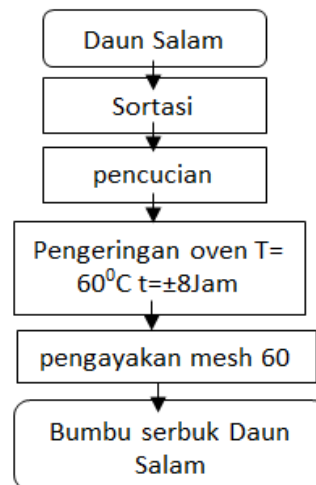 Daun Salam
Sortasi
pencucian
Pengeringan oven T=
60⁰C t=±8Jam
pengayakan mesh 60
Bumbu serbuk Daun
Salam